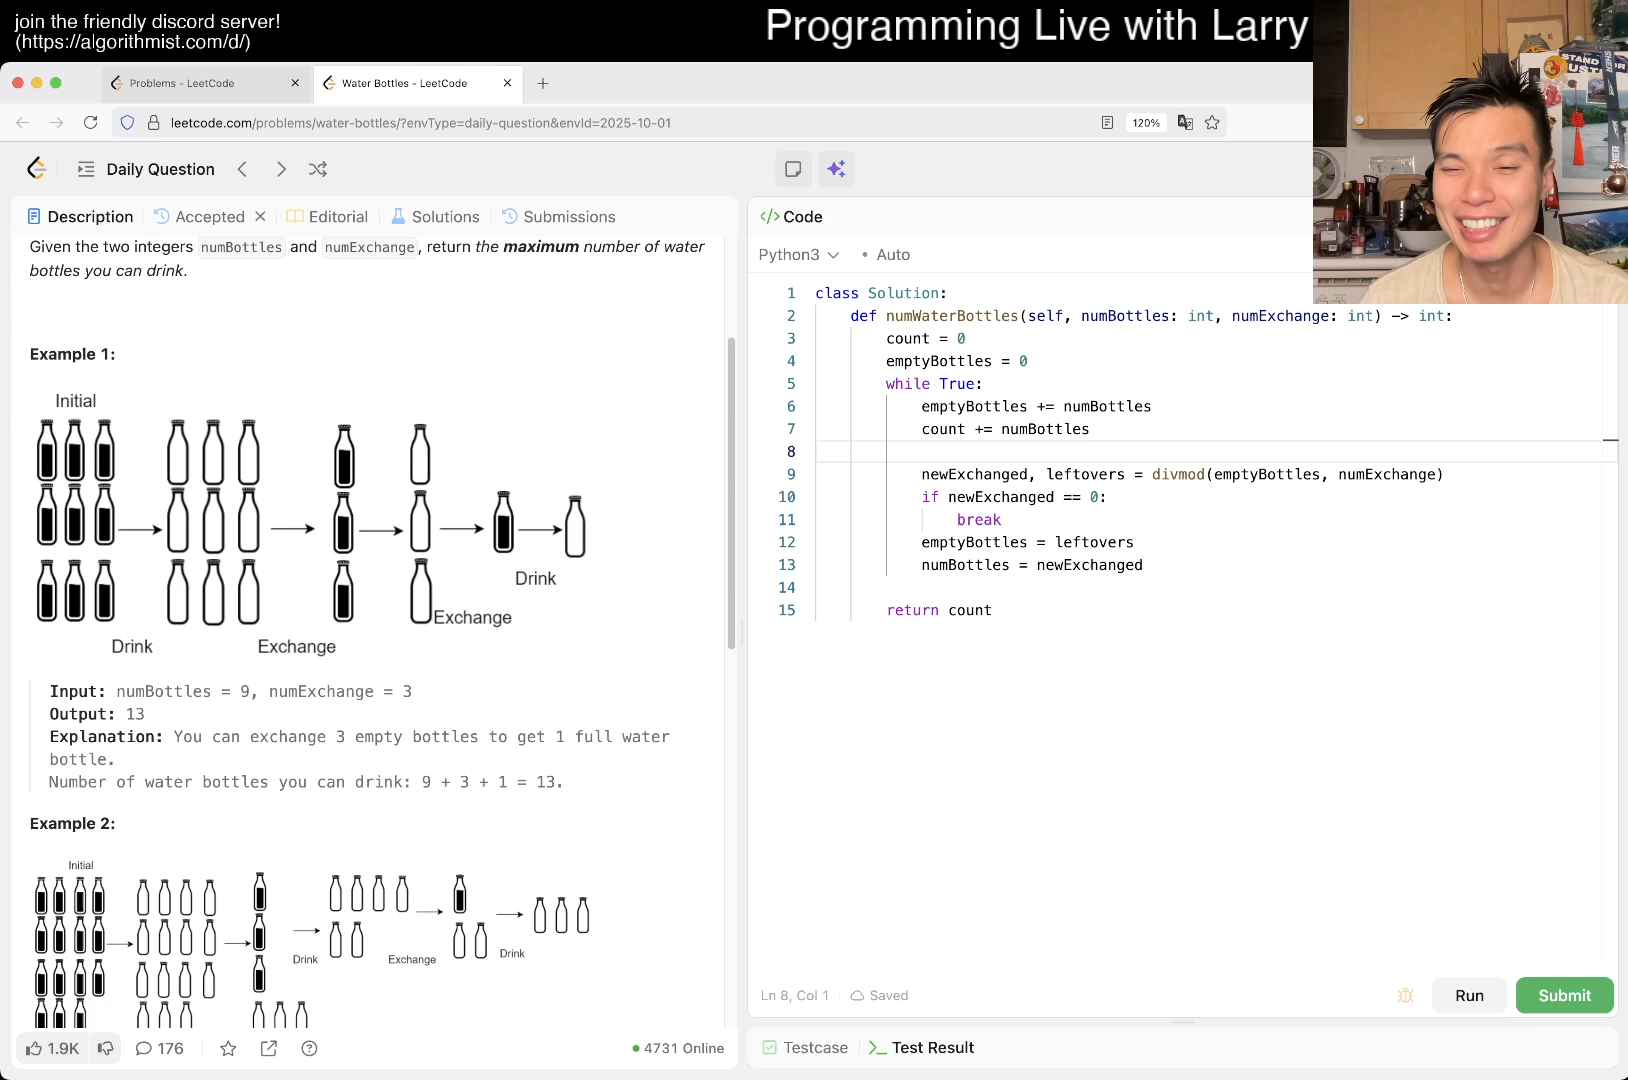 join the friendly discord server!
(https://algorithmist.com/d/)
Programming Live with Larry
Problems - LeetCode
Water Bottles - LeetCode
leetcode.com/problems/water-bottles/?envType=daily-question&envId=2025-10-01
120%
Daily Question
Description
Accepted
Editorial
Solutions
Submissions
Given the two integers numBottles and numExchange, return the maximum number of water
bottles you can drink.
Example 1:
Initial
Drink
Exchange
Exchange
Drink
Input: numBottles = 9, numExchange = 3
Output: 13
Explanation: You can exchange 3 empty bottles to get 1 full water
bottle.
Number of water bottles you can drink: 9 + 3 + 1 = 13.
Example 2:
Initial
Drink
Exchange
Drink
1.9K
176
4731 Online
</> Code
Python3
Auto
1 class Solution:
2 def numWaterBottles(self, numBottles: int, numExchange: int) -> int:
3 count = 0
4 emptyBottles = 0
5 while True:
6 emptyBottles += numBottles
7 count += numBottles
8
9 newExchanged, leftovers = divmod(emptyBottles, numExchange)
10 if newExchanged == 0:
11 break
12 emptyBottles = leftovers
13 numBottles = newExchanged
14
15 return count
Ln 8, Col 1
Saved
Run
Submit
Testcase
Test Result